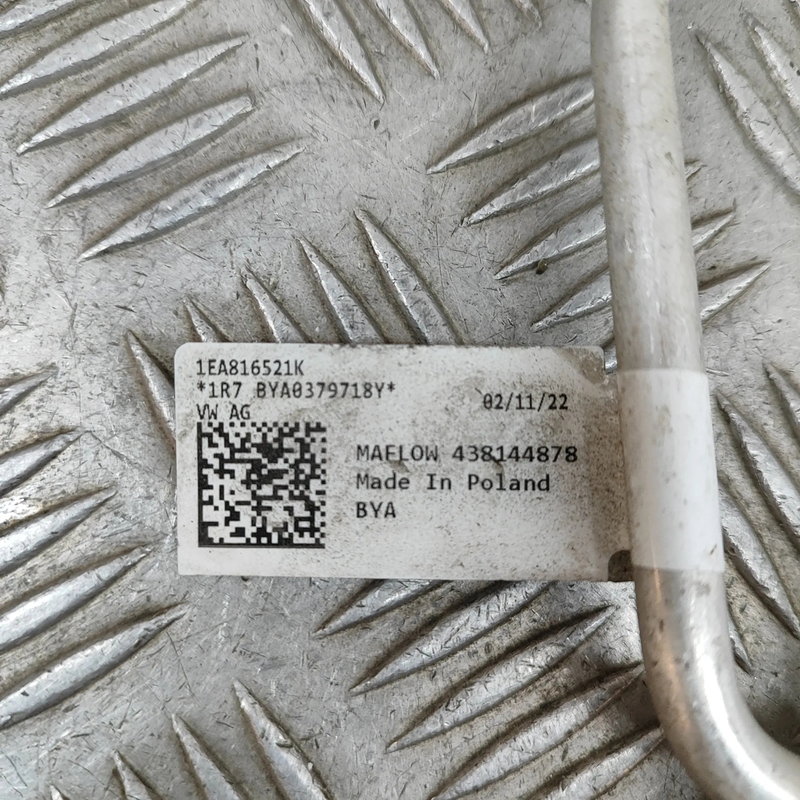 1EA816521K
*1R7 BYA0379718Y*
VW AG
02/11/22
MAFLOW 438144878
Made In Poland
BYA